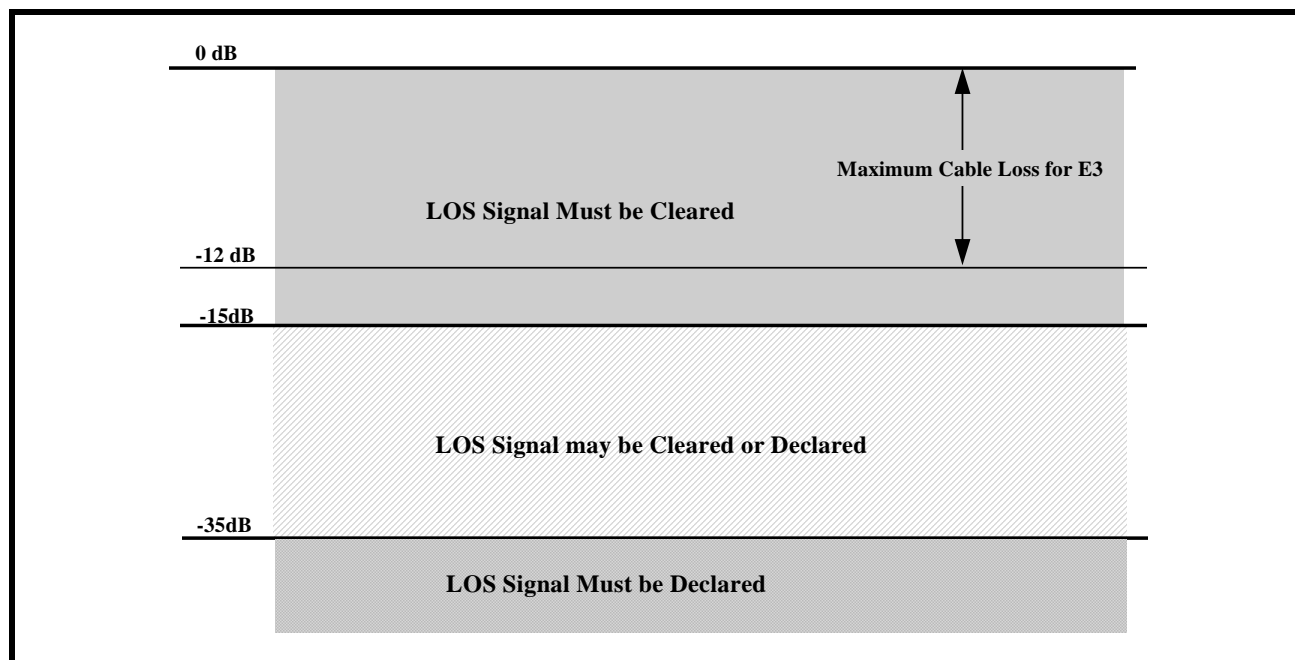 0 dB
Maximum Cable Loss for E3
LOS Signal Must be Cleared
-12 dB
-15dB
LOS Signal may be Cleared or Declared
-35dB
LOS Signal Must be Declared